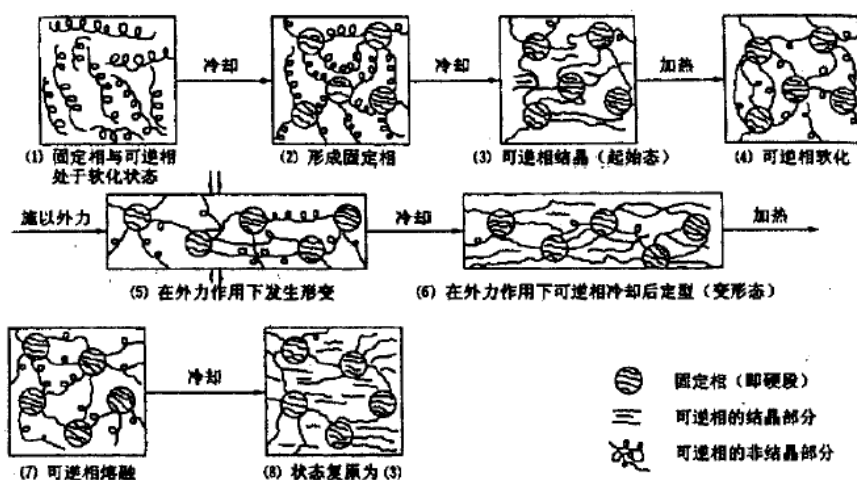 冷却
冷却
加热
(1) 固定相与可逆相
处于软化状态
(2) 形成固定相
(3) 可逆相结晶(起始态)
(4) 可逆相软化
施以外力
冷却
加热
(5) 在外力作用下发生形变
(6) 在外力作用下可逆相冷却后定型(变形态)
冷却
固定相(即硬段)
可逆相的结晶部分
可逆相的非结晶部分
(7) 可逆相熔融
(8) 状态复原为(3)